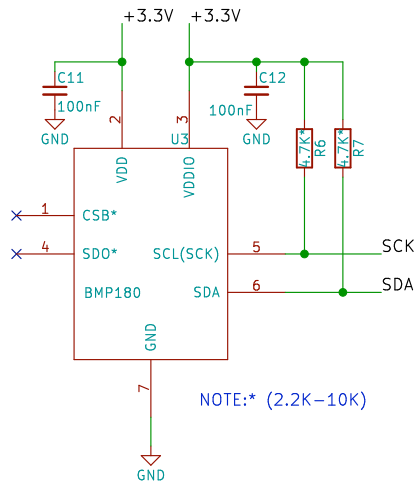 +3.3V
+3.3V
C11
100nF
GND
C12
100nF
GND
2
3
U3
VDD
VDDIO
4.7K*
R6
4.7K*
R7
1
CSB*
4
SDO*
SCL(SCK)
5
SCK
SDA
6
SDA
BMP180
GND
7
NOTE:* (2.2K-10K)
GND